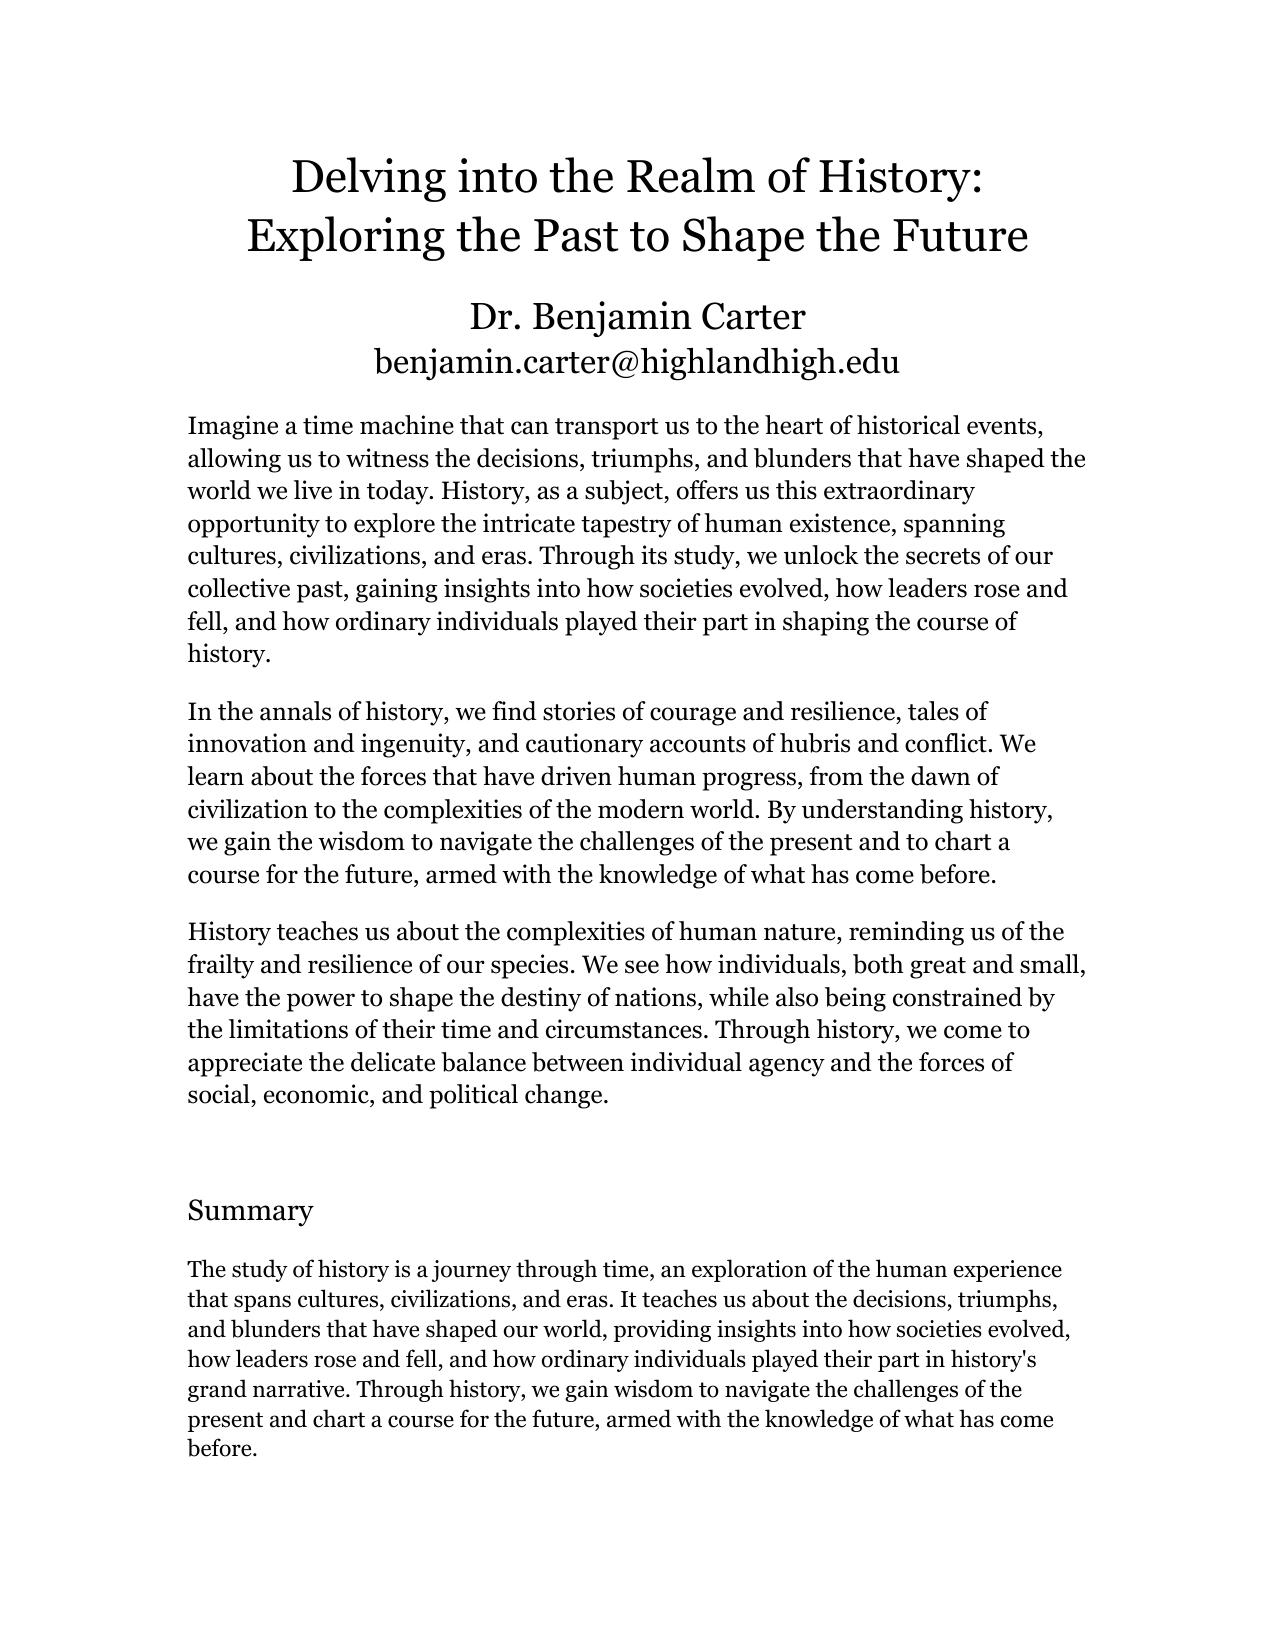 Delving into the Realm of History:
Exploring the Past to Shape the Future
Dr. Benjamin Carter
benjamin.carter@highlandhigh.edu
Imagine a time machine that can transport us to the heart of historical events,
allowing us to witness the decisions, triumphs, and blunders that have shaped the
world we live in today. History, as a subject, offers us this extraordinary
opportunity to explore the intricate tapestry of human existence, spanning
cultures, civilizations, and eras. Through its study, we unlock the secrets of our
collective past, gaining insights into how societies evolved, how leaders rose and
fell, and how ordinary individuals played their part in shaping the course of
history.
In the annals of history, we find stories of courage and resilience, tales of
innovation and ingenuity, and cautionary accounts of hubris and conflict. We
learn about the forces that have driven human progress, from the dawn of
civilization to the complexities of the modern world. By understanding history,
we gain the wisdom to navigate the challenges of the present and to chart a
course for the future, armed with the knowledge of what has come before.
History teaches us about the complexities of human nature, reminding us of the
frailty and resilience of our species. We see how individuals, both great and small,
have the power to shape the destiny of nations, while also being constrained by
the limitations of their time and circumstances. Through history, we come to
appreciate the delicate balance between individual agency and the forces of
social, economic, and political change.
Summary
The study of history is a journey through time, an exploration of the human experience
that spans cultures, civilizations, and eras. It teaches us about the decisions, triumphs,
and blunders that have shaped our world, providing insights into how societies evolved,
how leaders rose and fell, and how ordinary individuals played their part in history's
grand narrative. Through history, we gain wisdom to navigate the challenges of the
present and chart a course for the future, armed with the knowledge of what has come
before.